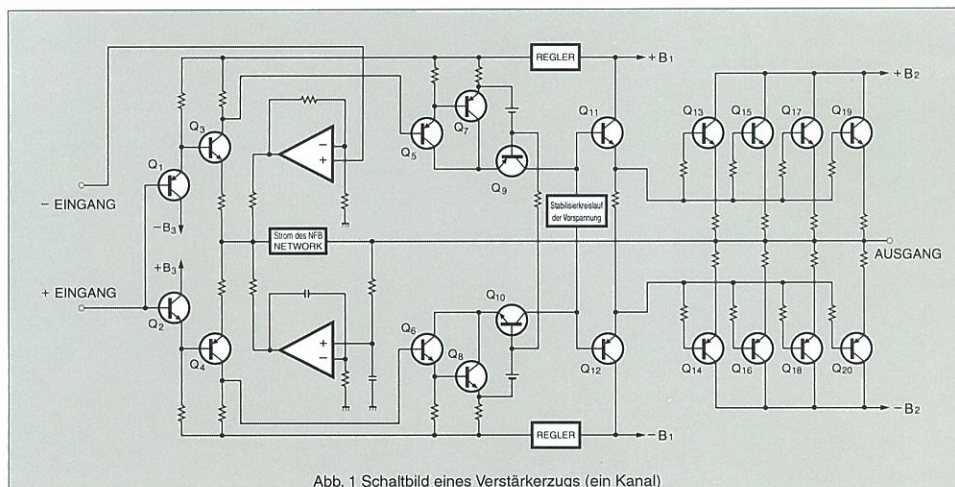 REGLER
+B₁
+B₂
Q₁₁
Q₁₃
Q₁₅
Q₁₇
Q₁₉
Q₃
Q₅
Q₇
Q₁
Q₉
− EINGANG
−B₃
Stabilisierkreislauf
der Vorspannung
Strom des NFB
NETWORK
AUSGANG
+B₃
+ EINGANG
Q₂
Q₄
Q₆
Q₈
Q₁₀
Q₁₂
Q₁₄
Q₁₆
Q₁₈
Q₂₀
−
+
+
−
REGLER
−B₁
−B₂
Abb. 1 Schaltbild eines Verstärkerzugs (ein Kanal)